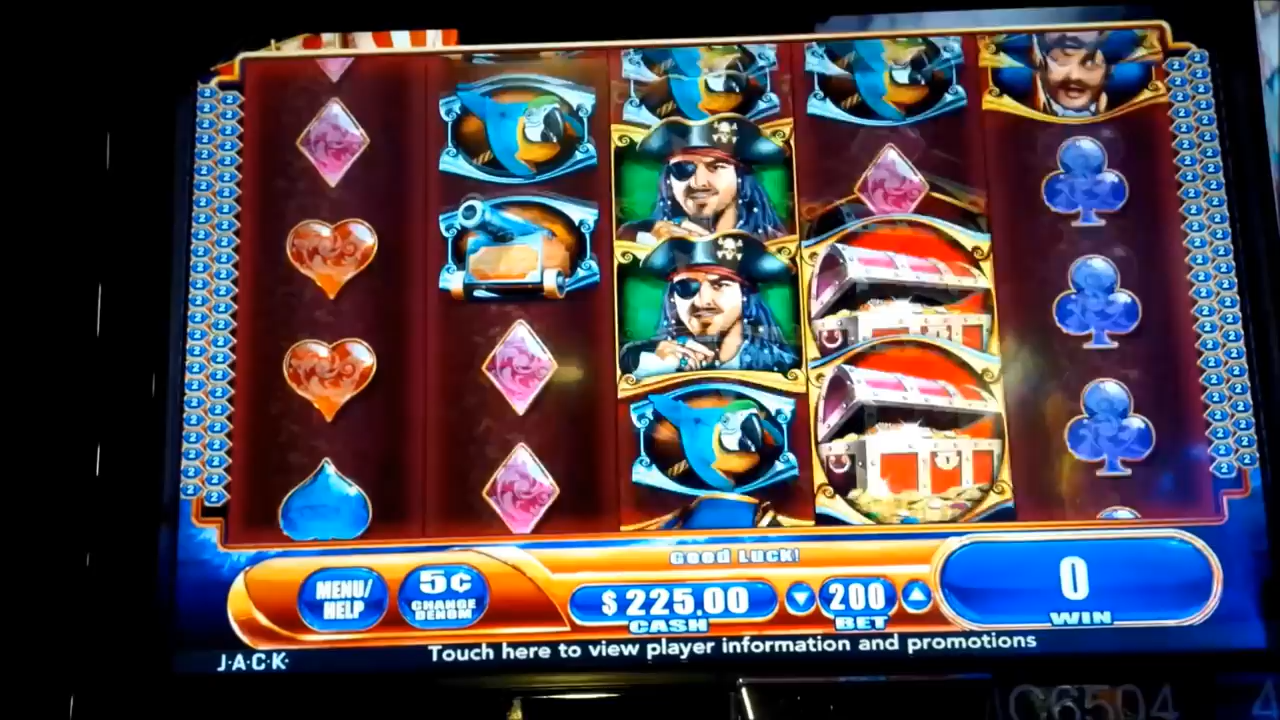 Good Luck!
MENU/
HELP
5¢
CHANGE
DENOM
$225.00
CASH
200
BET
0
WIN
J·A·C·K·
Touch here to view player information and promotions